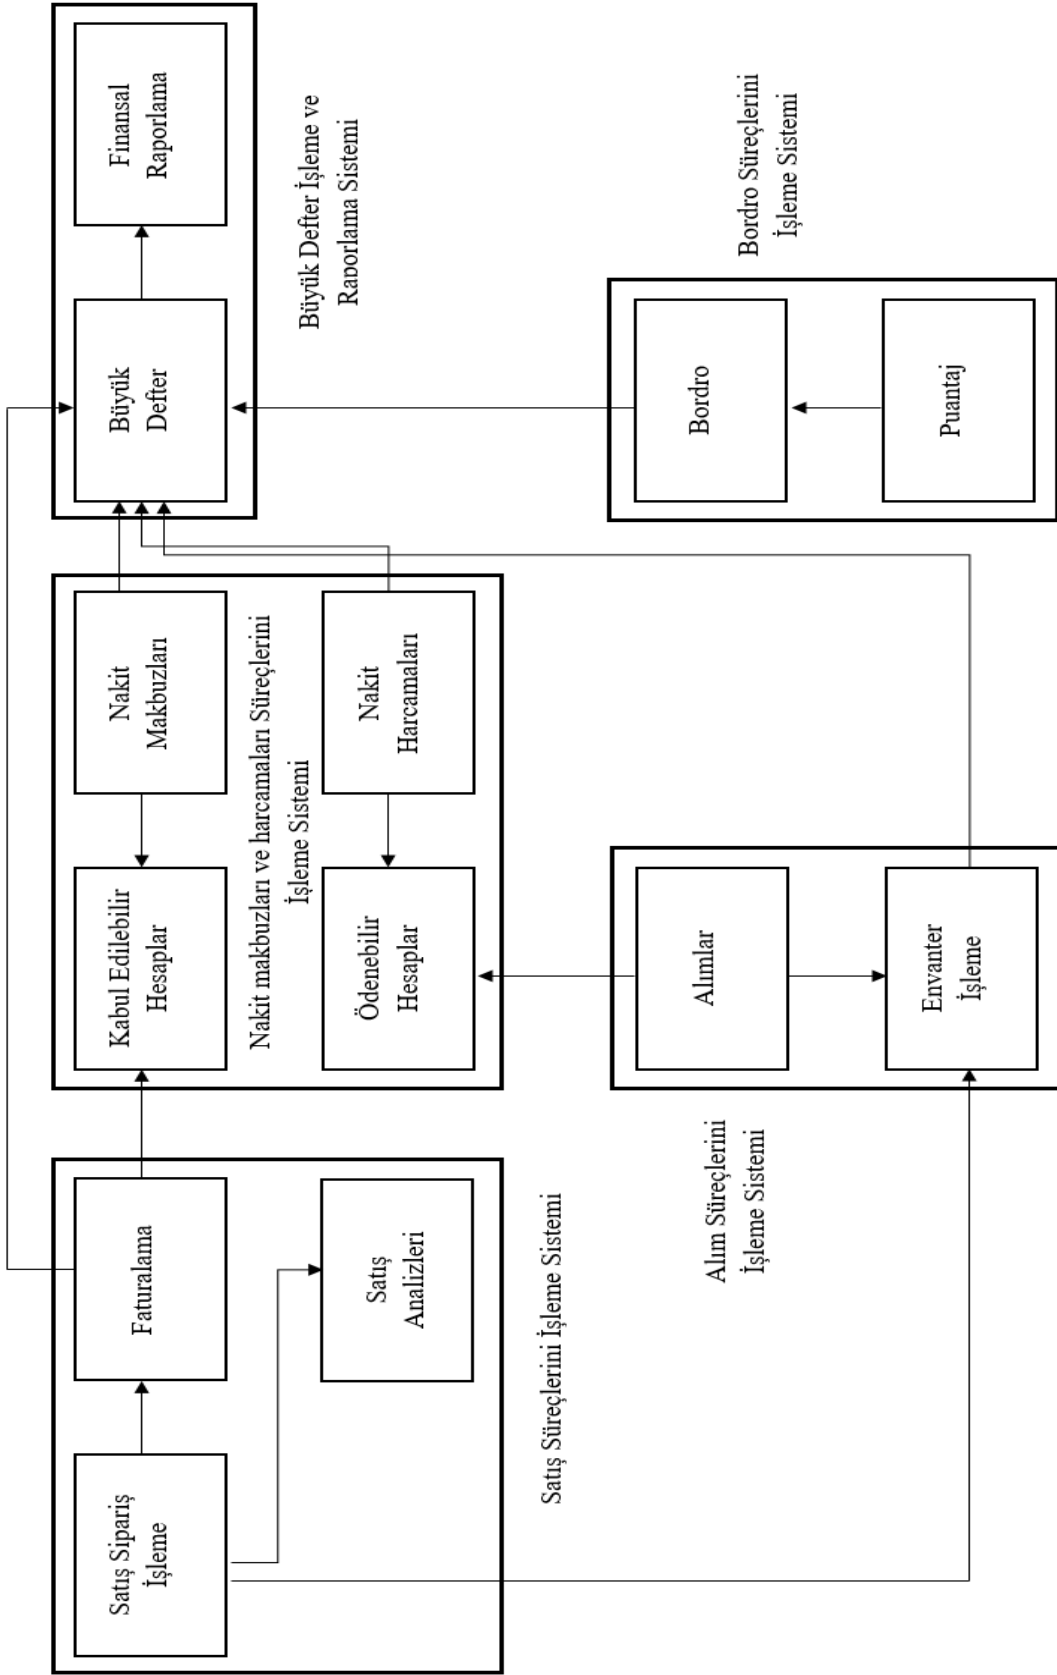 Satış Sipariş
İşleme
Faturalama
Satış
Analizleri
Satış Süreçlerini İşleme Sistemi
Kabul Edilebilir
Hesaplar
Nakit
Makbuzları
Nakit makbuzları ve harcamaları Süreçlerini
İşleme Sistemi
Ödenebilir
Hesaplar
Nakit
Harcamaları
Büyük
Defter
Finansal
Raporlama
Büyük Defter İşleme ve
Raporlama Sistemi
Alım Süreçlerini
İşleme Sistemi
Alımlar
Envanter
İşleme
Bordro
Puantaj
Bordro Süreçlerini
İşleme Sistemi